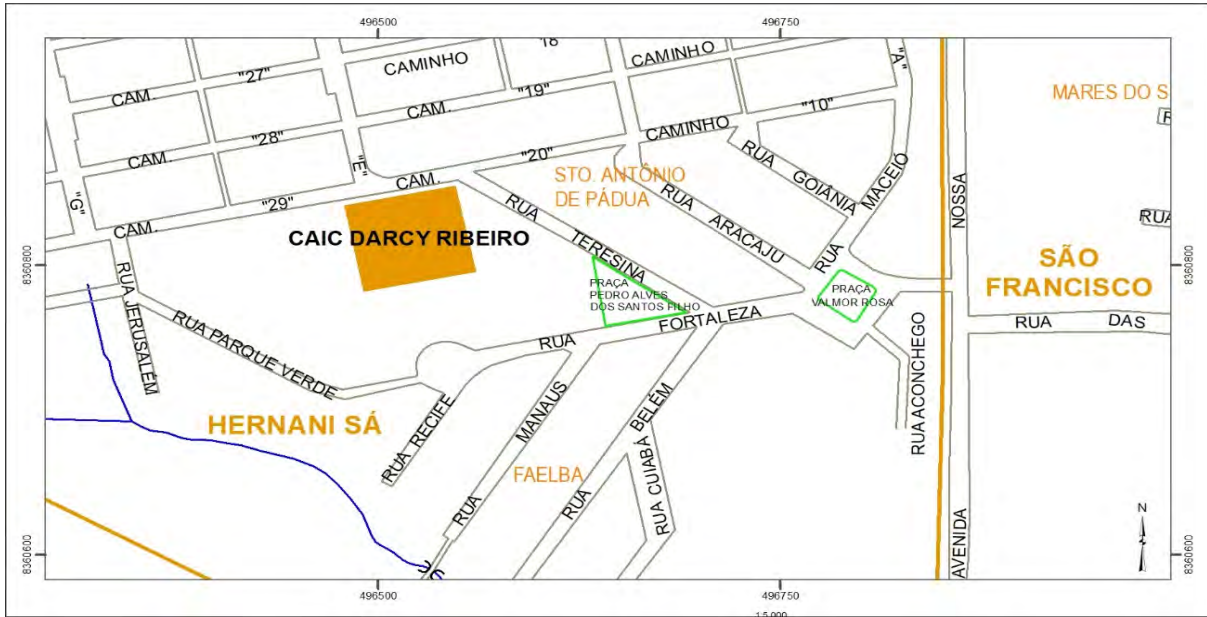 496500
496750
18
"A"
CAMINHO
CAMINHO
"27"
CAM.
"19"
CAM.
"10"
MARES DO S
"28"
CAM.
CAMINHO
"20"
"E"
CAM.
STO. ANTÔNIO
DE PÁDUA
RUA GOIÂNIA
RUA MACEIÓ
NOSSA
"G"
"29"
CAM.
RUA TERESINA
RUA ARACAJU
RUA
CAIC DARCY RIBEIRO
8360800
8360800
SÃO
FRANCISCO
PRAÇA
PEDRO ALVES
DOS SANTOS FILHO
PRAÇA
VALMOR ROSA
RUA JERUSALÉM
RUA PARQUE VERDE
RUA FORTALEZA
RUA DAS
RUA ACONCHEGO
HERNANI SÁ
RUA RECIFE
RUA MANAUS
RUA BELÉM
RUA CUIABÁ
FAELBA
AVENIDA
N
8360600
8360600
496500
496750
1:5.000